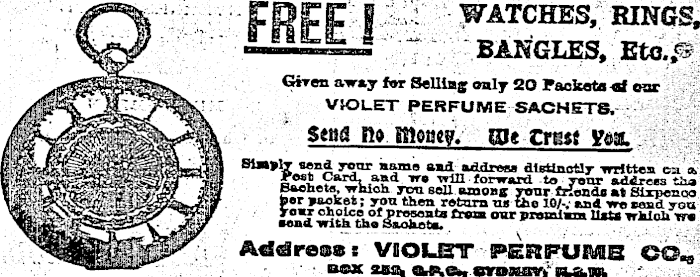 FREE!
WATCHES, RINGS,
BANGLES, Etc.,
Given away for Selling only 20 Packets of our
VIOLET PERFUME SACHETS.
Send No Money. We Trust You.
Simply send your name and address distinctly written on a
Post Card, and we will forward to your address the
Sachets, which you sell among your friends at Sixpence
per packet; you then return us the 10/-, and we send you
your choice of presents from our premium lists which we
send with the Sachets.
Address: VIOLET PERFUME CO.,
BOX 252, G.P.O., SYDNEY, N.S.W.